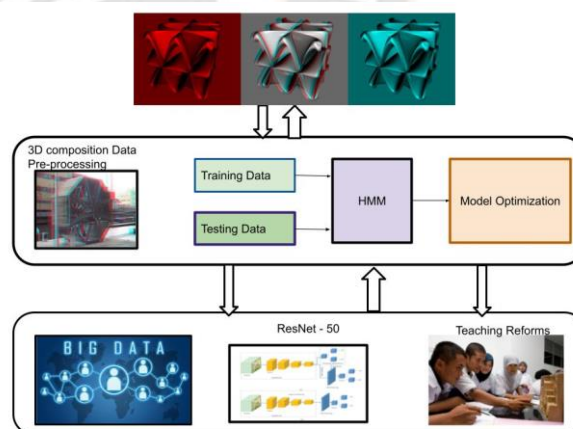 3D composition Data
Pre-processing
Training Data
HMM
Model Optimization
Testing Data
ResNet - 50
Teaching Reforms
BIG DATA